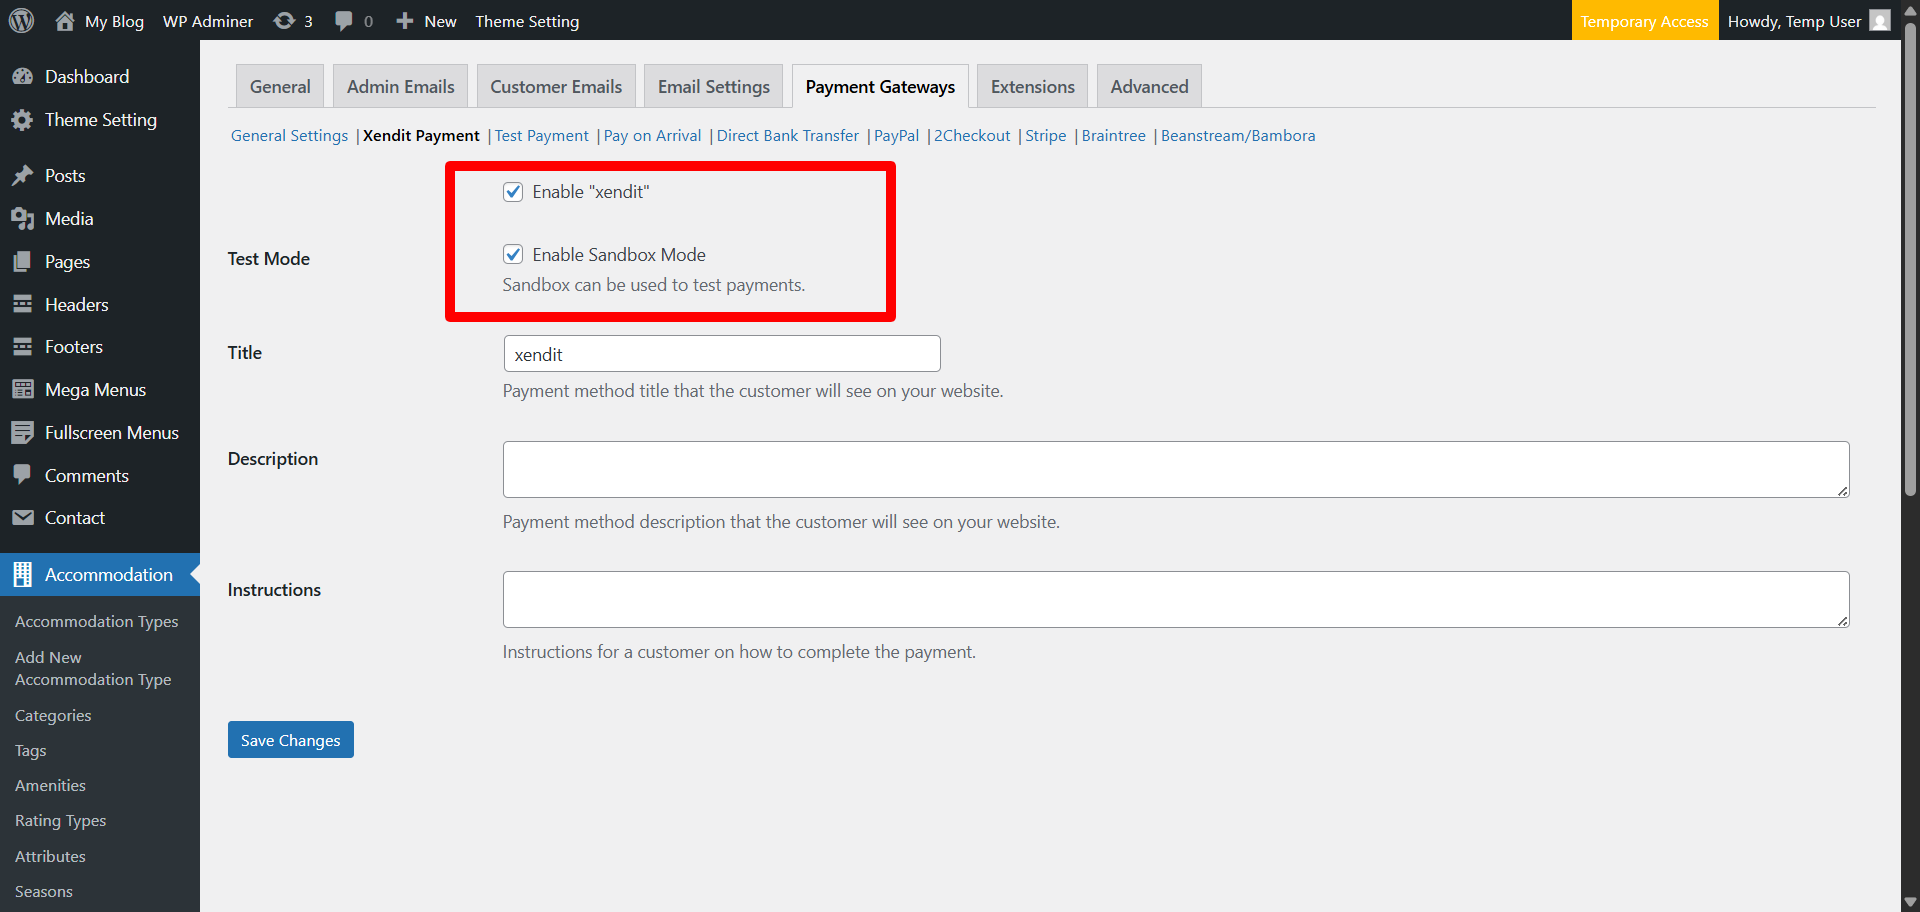 My Blog WP Adminer 3 0 New Theme Setting Temporary Access Howdy, Temp User
Dashboard
Theme Setting
Posts
Media
Pages
Headers
Footers
Mega Menus
Fullscreen Menus
Comments
Contact
Accommodation
Accommodation Types
Add New
Accommodation Type
Categories
Tags
Amenities
Rating Types
Attributes
Seasons
General Admin Emails Customer Emails Email Settings Payment Gateways Extensions Advanced
General Settings | Xendit Payment | Test Payment | Pay on Arrival | Direct Bank Transfer | PayPal | 2Checkout | Stripe | Braintree | Beanstream/Bambora
Enable "xendit"
Test Mode
Enable Sandbox Mode
Sandbox can be used to test payments.
Title
xendit
Payment method title that the customer will see on your website.
Description
Payment method description that the customer will see on your website.
Instructions
Instructions for a customer on how to complete the payment.
Save Changes